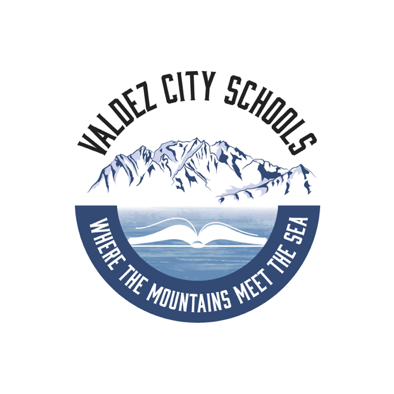 VALDEZ CITY SCHOOLS
WHERE THE MOUNTAINS MEET THE SEA